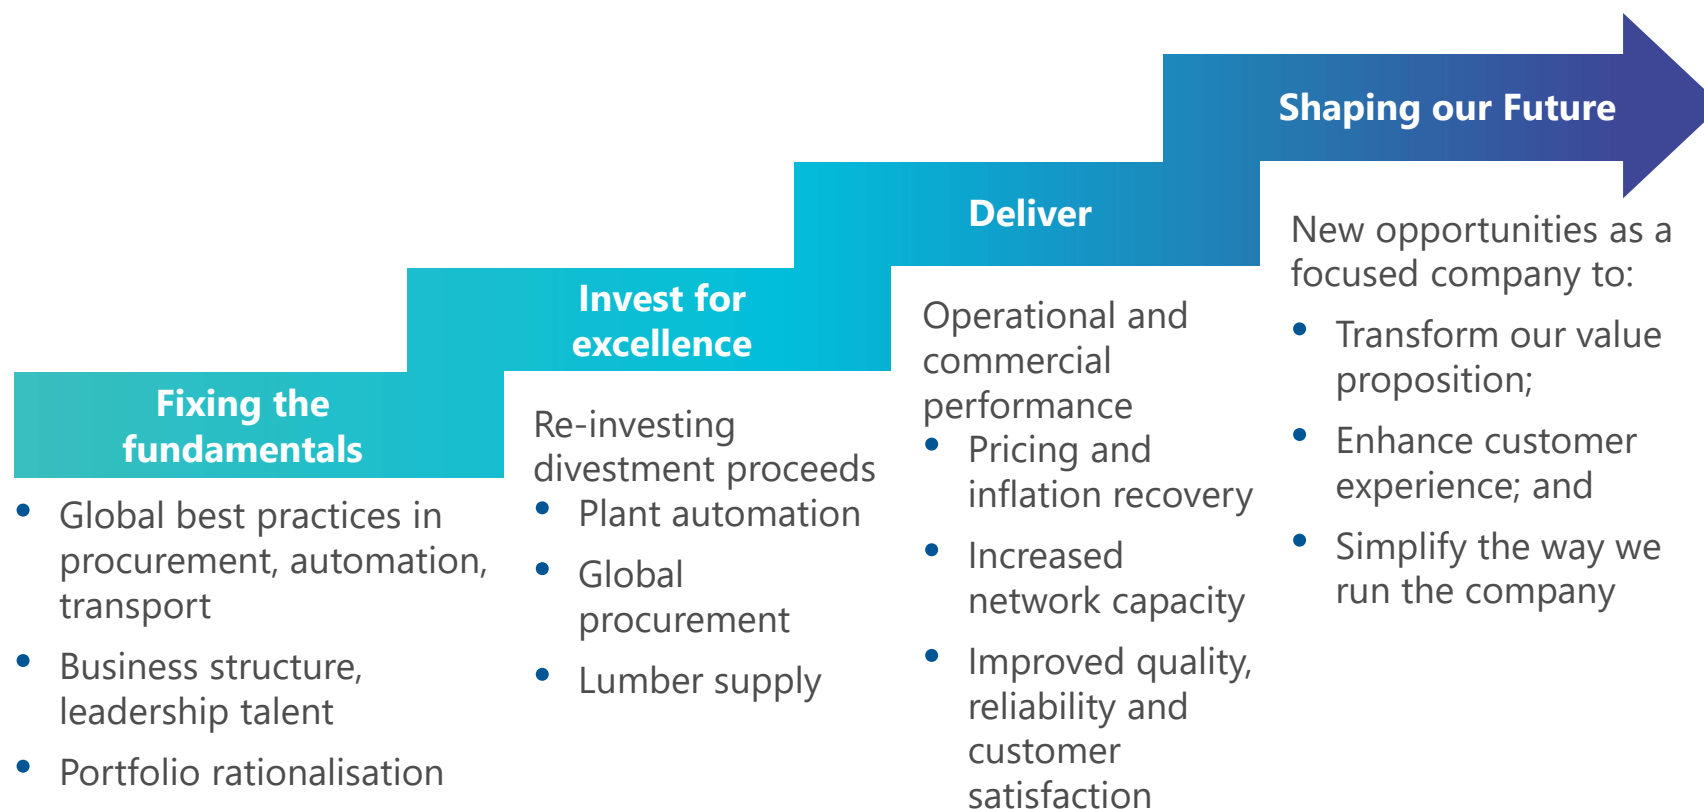 Fixing the
fundamentals
• Global best practices in
procurement, automation,
transport
• Business structure,
leadership talent
• Portfolio rationalisation
Invest for
excellence
Re-investing
divestment proceeds
• Plant automation
• Global
procurement
• Lumber supply
Deliver
Operational and
commercial
performance
• Pricing and
inflation recovery
• Increased
network capacity
• Improved quality,
reliability and
customer
satisfaction
Shaping our Future
New opportunities as a
focused company to:
• Transform our value
proposition;
• Enhance customer
experience; and
• Simplify the way we
run the company